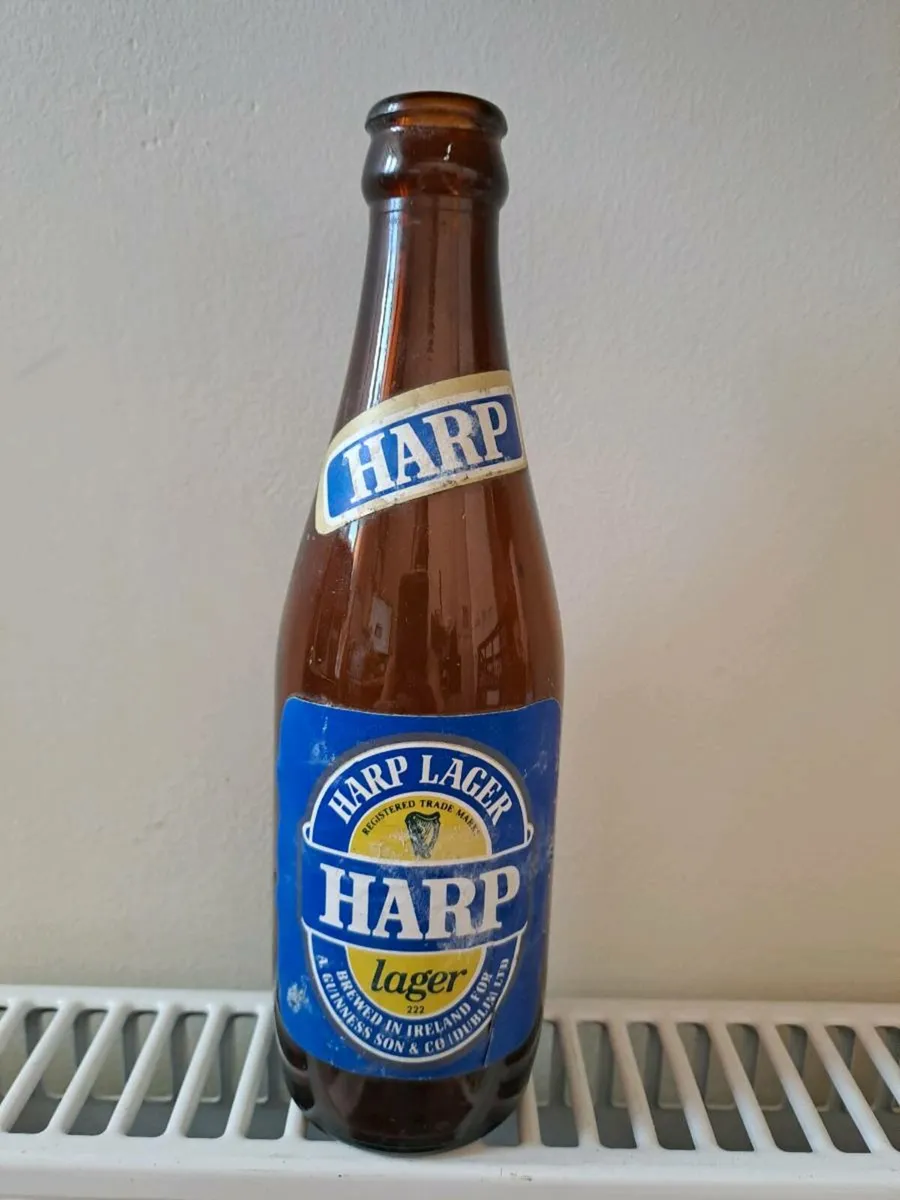 HARP
HARP LAGER
REGISTERED TRADE MARK
HARP
lager
222
BREWED IN IRELAND FOR
A. GUINNESS SON & CO (DUBLIN) LTD